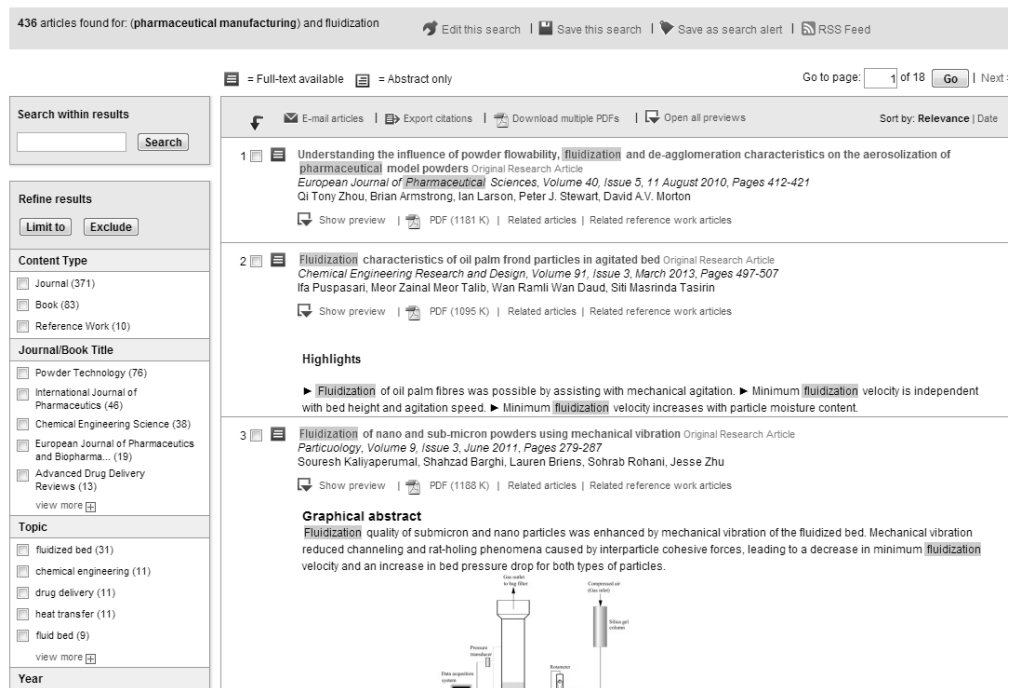 436 articles found for: (pharmaceutical manufacturing) and fluidization
Edit this search | Save this search | Save as search alert | RSS Feed
= Full-text available = Abstract only
Go to page: 1 of 18 Go | Next
Search within results
Search
Refine results
Limit to Exclude
Content Type
Journal (371)
Book (83)
Reference Work (10)
Journal/Book Title
Powder Technology (76)
International Journal of
Pharmaceutics (46)
Chemical Engineering Science (38)
European Journal of Pharmaceutics
and Biopharma... (19)
Advanced Drug Delivery
Reviews (13)
view more
Topic
fluidized bed (31)
chemical engineering (11)
drug delivery (11)
heat transfer (11)
fluid bed (9)
view more
Year
E-mail articles | Export citations | Download multiple PDFs | Open all previews
Sort by: Relevance | Date
1 Understanding the influence of powder flowability, fluidization and de-agglomeration characteristics on the aerosolization of
pharmaceutical model powders Original Research Article
European Journal of Pharmaceutical Sciences, Volume 40, Issue 5, 11 August 2010, Pages 412-421
Qi Tony Zhou, Brian Armstrong, Ian Larson, Peter J. Stewart, David A.V. Morton
Show preview | PDF (1181 K) | Related articles | Related reference work articles
2 Fluidization characteristics of oil palm frond particles in agitated bed Original Research Article
Chemical Engineering Research and Design, Volume 91, Issue 3, March 2013, Pages 497-507
Ifa Puspasari, Meor Zainal Meor Talib, Wan Ramli Wan Daud, Siti Masrinda Tasirin
Show preview | PDF (1095 K) | Related articles | Related reference work articles
Highlights
► Fluidization of oil palm fibres was possible by assisting with mechanical agitation. ► Minimum fluidization velocity is independent
with bed height and agitation speed. ► Minimum fluidization velocity increases with particle moisture content.
3 Fluidization of nano and sub-micron powders using mechanical vibration Original Research Article
Particuology, Volume 9, Issue 3, June 2011, Pages 279-287
Souresh Kaliyaperumal, Shahzad Barghi, Lauren Briens, Sohrab Rohani, Jesse Zhu
Show preview | PDF (1188 K) | Related articles | Related reference work articles
Graphical abstract
Fluidization quality of submicron and nano particles was enhanced by mechanical vibration of the fluidized bed. Mechanical vibration
reduced channeling and rat-holing phenomena caused by interparticle cohesive forces, leading to a decrease in minimum fluidization
velocity and an increase in bed pressure drop for both types of particles.
Gas outlet
to bag filter
Compressed air
(Gas inlet)
Silica gel
column
Pressure
transducer
Rotameter
Data acquisition
system